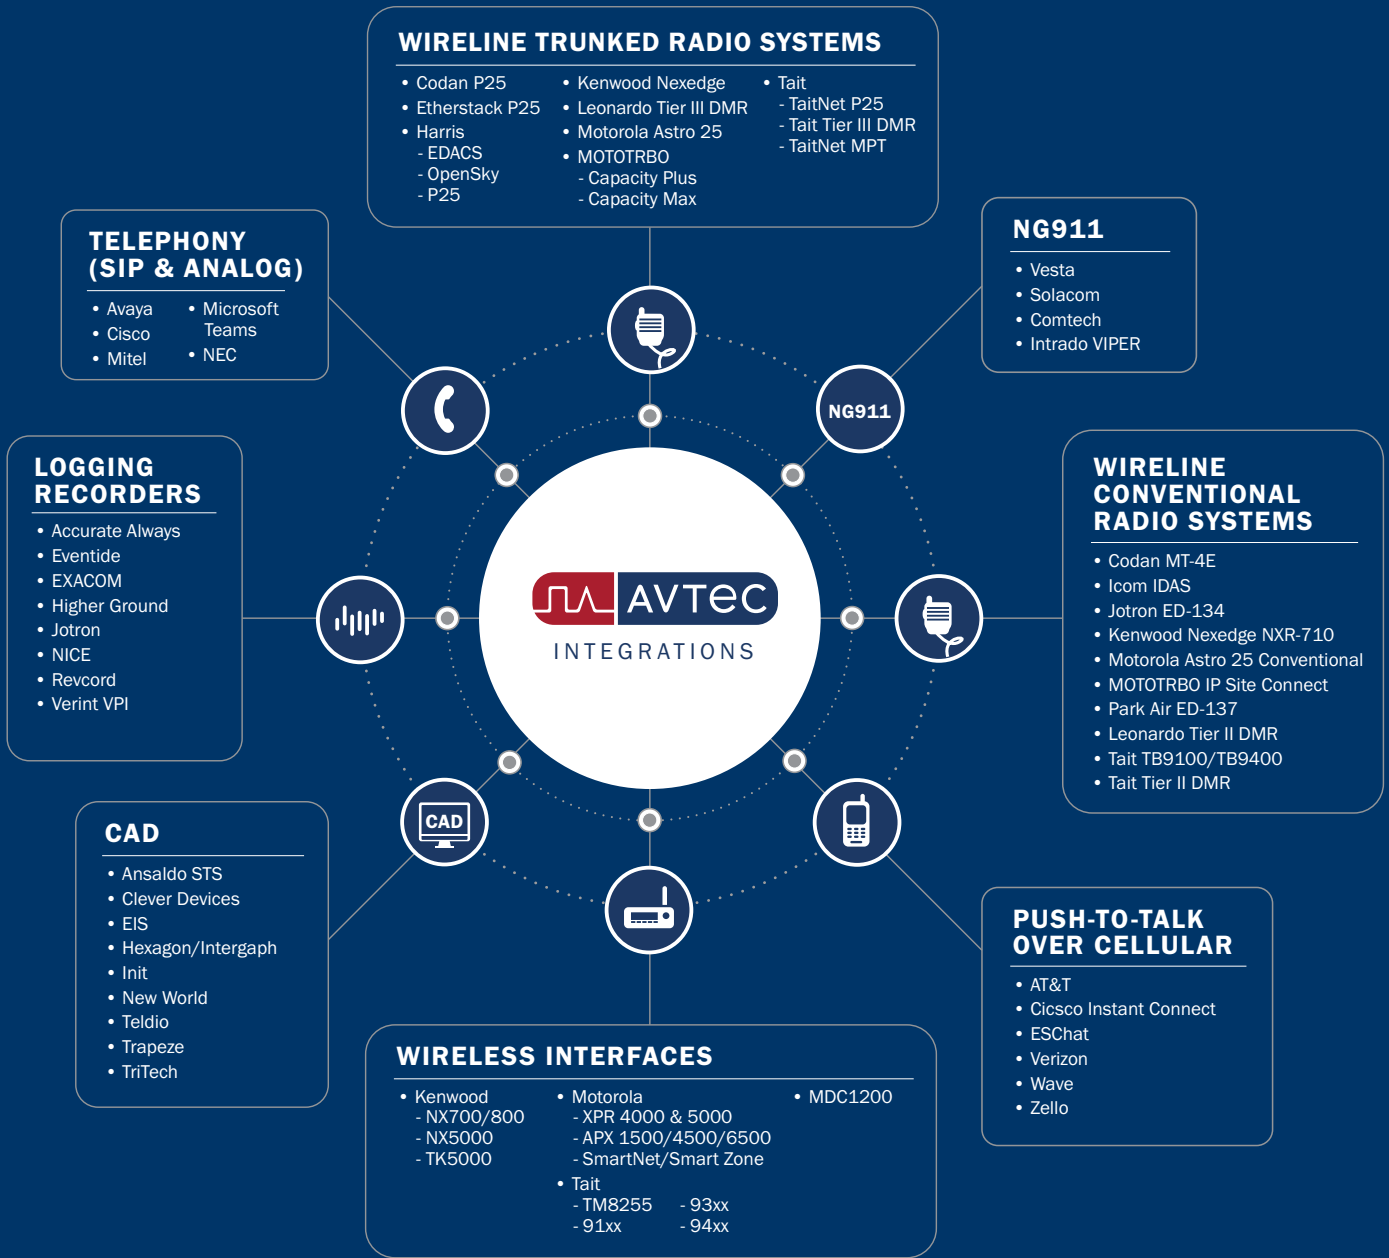 WIRELINE TRUNKED RADIO SYSTEMS
• Codan P25
• Etherstack P25
• Harris
- EDACS
- OpenSky
- P25
• Kenwood Nexedge
• Leonardo Tier III DMR
• Motorola Astro 25
• MOTOTRBO
- Capacity Plus
- Capacity Max
• Tait
- TaitNet P25
- Tait Tier III DMR
- TaitNet MPT
TELEPHONY
(SIP & ANALOG)
• Avaya
• Cisco
• Mitel
• Microsoft
Teams
• NEC
NG911
• Vesta
• Solacom
• Comtech
• Intrado VIPER
NG911
LOGGING
RECORDERS
• Accurate Always
• Eventide
• EXACOM
• Higher Ground
• Jotron
• NICE
• Revcord
• Verint VPI
AVTEC
INTEGRATIONS
WIRELINE
CONVENTIONAL
RADIO SYSTEMS
• Codan MT-4E
• Icom IDAS
• Jotron ED-134
• Kenwood Nexedge NXR-710
• Motorola Astro 25 Conventional
• MOTOTRBO IP Site Connect
• Park Air ED-137
• Leonardo Tier II DMR
• Tait TB9100/TB9400
• Tait Tier II DMR
CAD
CAD
• Ansaldo STS
• Clever Devices
• EIS
• Hexagon/Intergaph
• Init
• New World
• Teldio
• Trapeze
• TriTech
PUSH-TO-TALK
OVER CELLULAR
• AT&T
• Cicsco Instant Connect
• ESChat
• Verizon
• Wave
• Zello
WIRELESS INTERFACES
• Kenwood
- NX700/800
- NX5000
- TK5000
• Motorola
- XPR 4000 & 5000
- APX 1500/4500/6500
- SmartNet/Smart Zone
• Tait
- TM8255 - 93xx
- 91xx - 94xx
• MDC1200